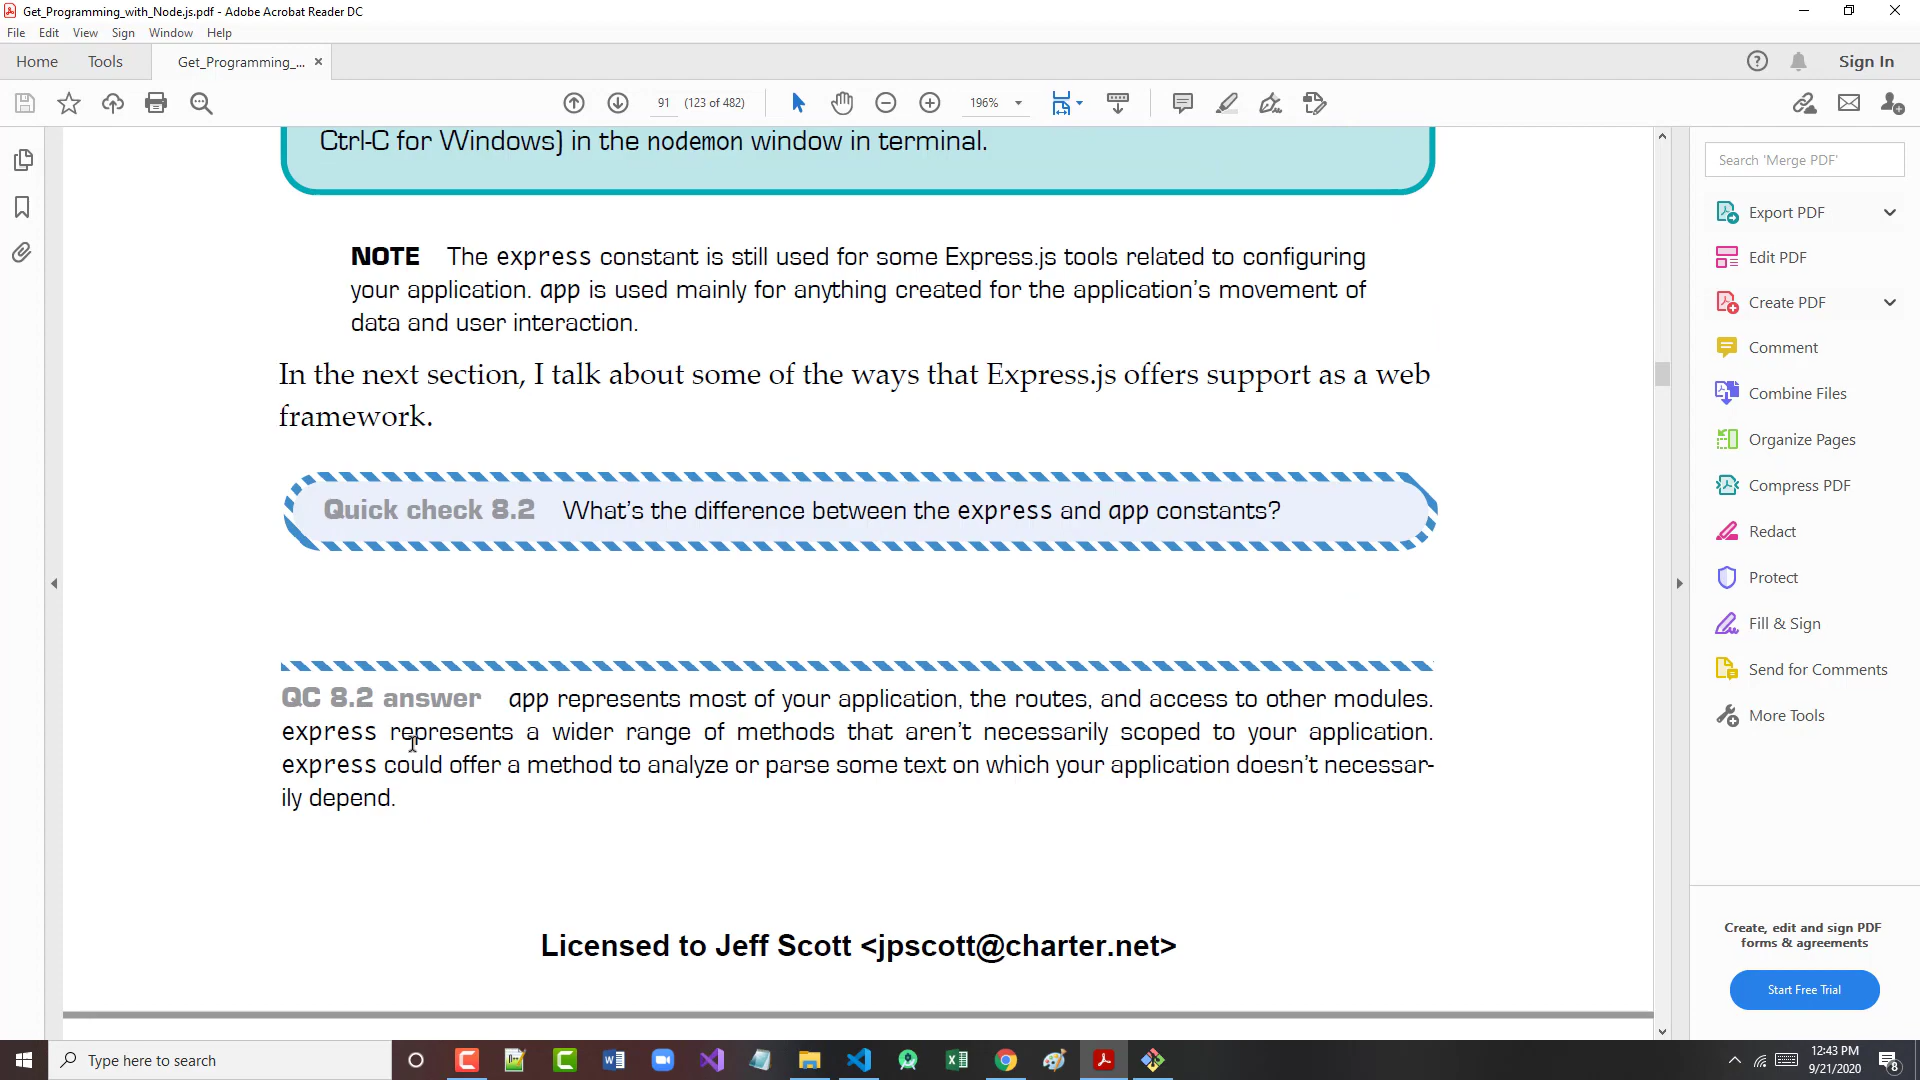 Get_Programming_with_Node.js.pdf - Adobe Acrobat Reader DC
File Edit View Sign Window Help
Home Tools Get_Programming_... ×
Sign In
91 (123 of 482) 196%
Ctrl-C for Windows) in the nodemon window in terminal.
NOTE The express constant is still used for some Express.js tools related to configuring
your application. app is used mainly for anything created for the application's movement of
data and user interaction.
In the next section, I talk about some of the ways that Express.js offers support as a web
framework.
Quick check 8.2 What's the difference between the express and app constants?
QC 8.2 answer app represents most of your application, the routes, and access to other modules.
express represents a wider range of methods that aren't necessarily scoped to your application.
express could offer a method to analyze or parse some text on which your application doesn't necessar-
ily depend.
Licensed to Jeff Scott <jpscott@charter.net>
Search 'Merge PDF'
Export PDF
Edit PDF
Create PDF
Comment
Combine Files
Organize Pages
Compress PDF
Redact
Protect
Fill & Sign
Send for Comments
More Tools
Create, edit and sign PDF
forms & agreements
Start Free Trial
Type here to search
12:43 PM
9/21/2020
8